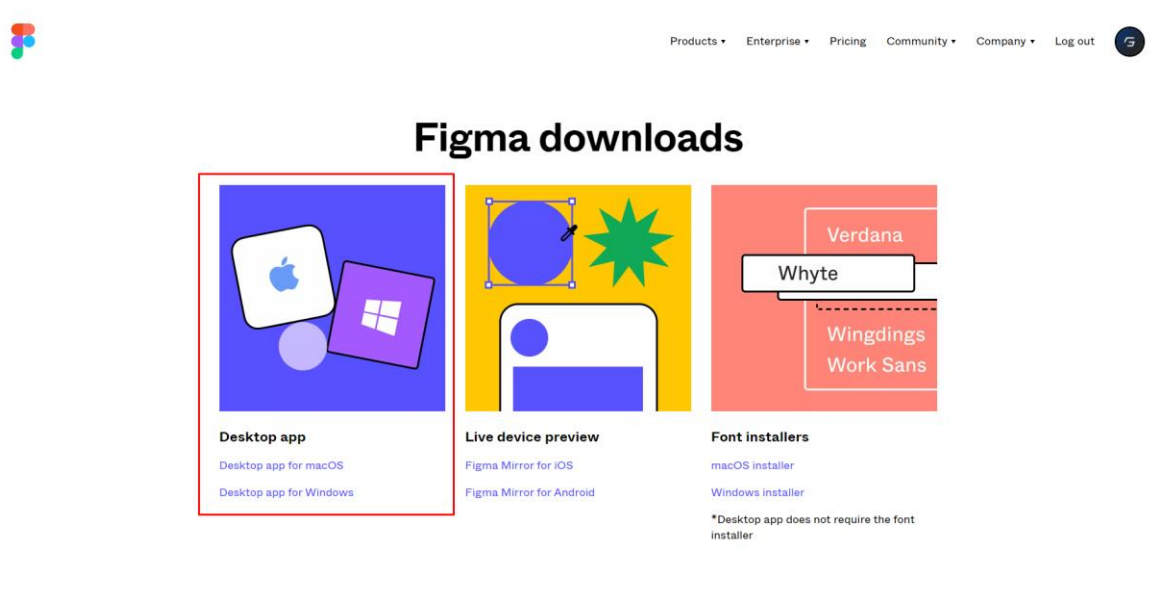 Products ▾ Enterprise ▾ Pricing Community ▾ Company ▾ Log out
Figma downloads
Verdana
Whyte
Wingdings
Work Sans
Desktop app
Desktop app for macOS
Desktop app for Windows
Live device preview
Figma Mirror for iOS
Figma Mirror for Android
Font installers
macOS installer
Windows installer
*Desktop app does not require the font
installer